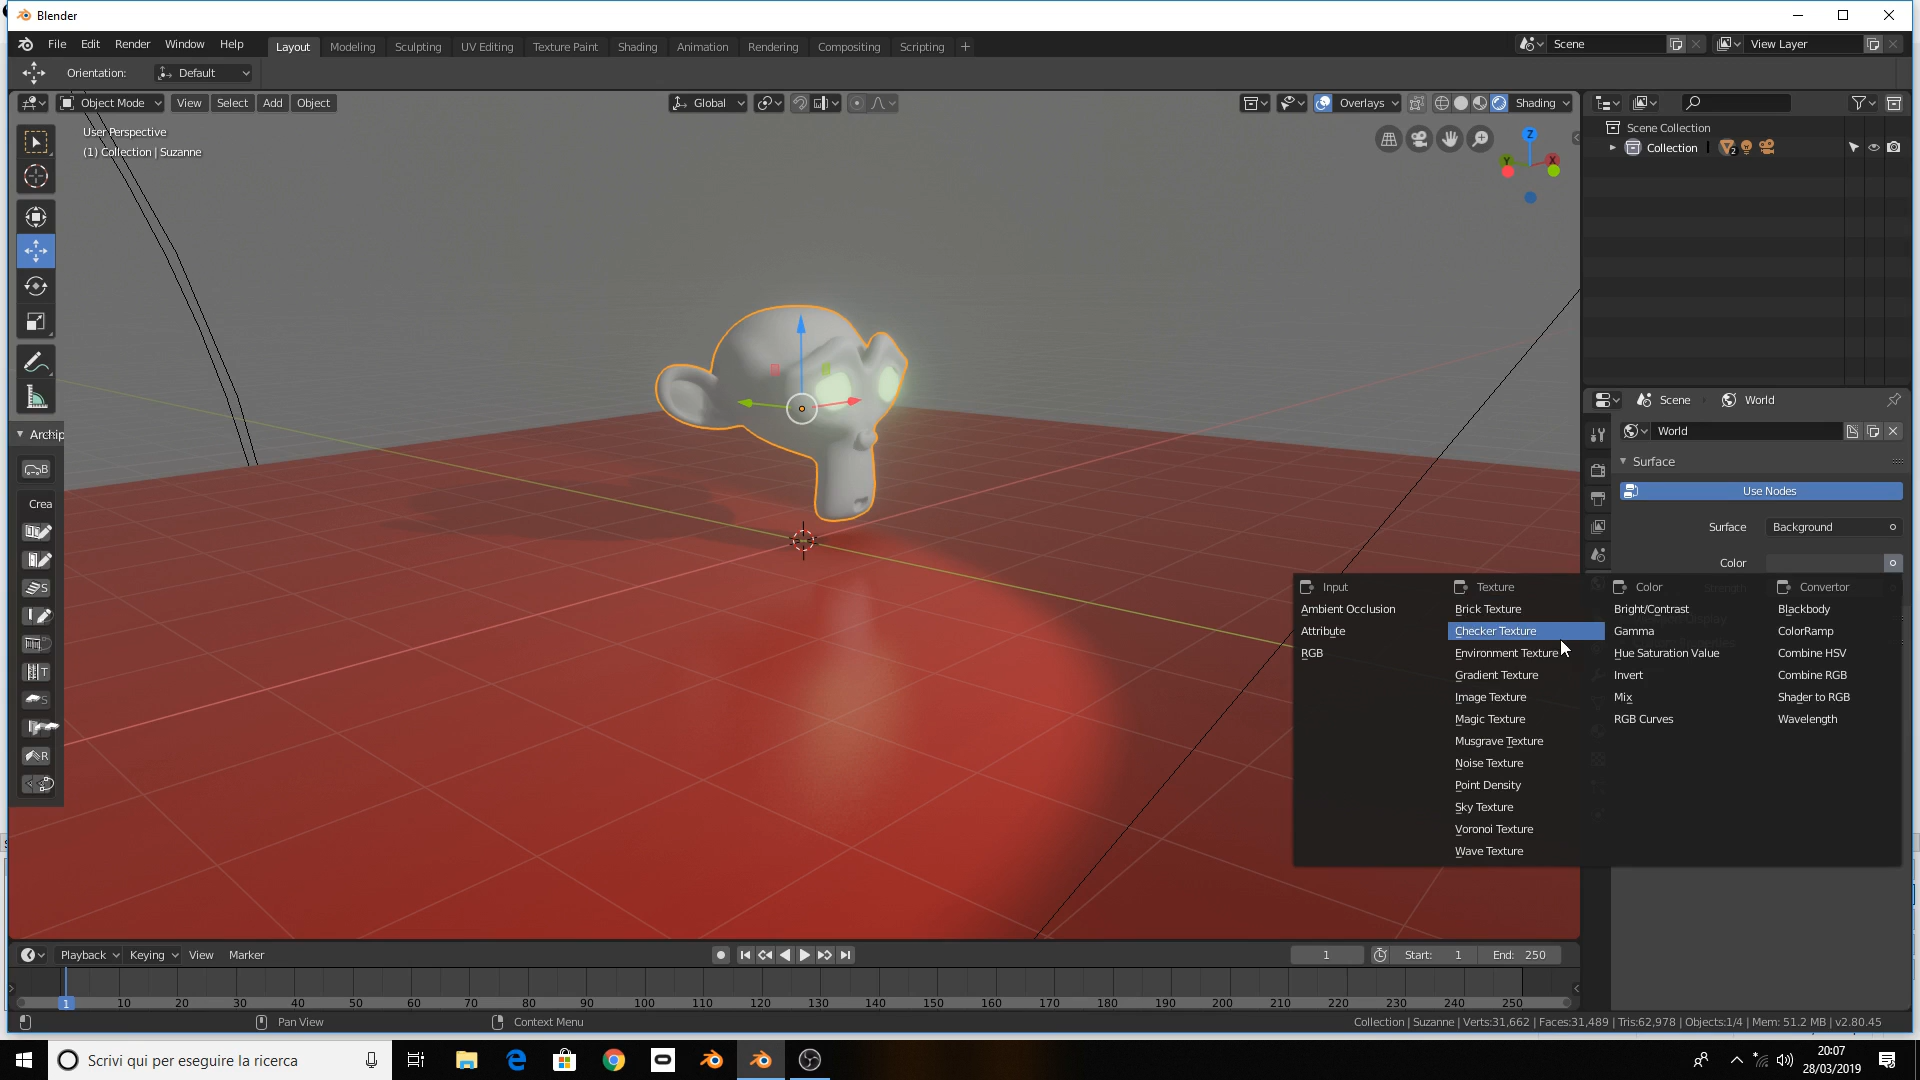 Blender
File Edit Render Window Help Layout Modeling Sculpting UV Editing Texture Paint Shading Animation Rendering Compositing Scripting + Scene View Layer
Orientation: Default
Object Mode View Select Add Object Global Overlays Shading
User Perspective
(1) Collection | Suzanne
Z
Y X
Scene Collection
Collection 2
Scene World
World
Surface
Use Nodes
Surface Background
Color
Archip
B
Crea
S
T
S
R
Input Texture Color Convertor
Ambient Occlusion Brick Texture Bright/Contrast Blackbody
Attribute Checker Texture Gamma ColorRamp
RGB Environment Texture Hue Saturation Value Combine HSV
Gradient Texture Invert Combine RGB
Image Texture Mix Shader to RGB
Magic Texture RGB Curves Wavelength
Musgrave Texture
Noise Texture
Point Density
Sky Texture
Voronoi Texture
Wave Texture
Playback Keying View Marker 1 Start: 1 End: 250
1 10 20 30 40 50 60 70 80 90 100 110 120 130 140 150 160 170 180 190 200 210 220 230 240 250
Pan View Context Menu Collection | Suzanne | Verts:31,662 | Faces:31,489 | Tris:62,978 | Objects:1/4 | Mem: 51.2 MB | v2.80.45
Scrivi qui per eseguire la ricerca
20:07
28/03/2019